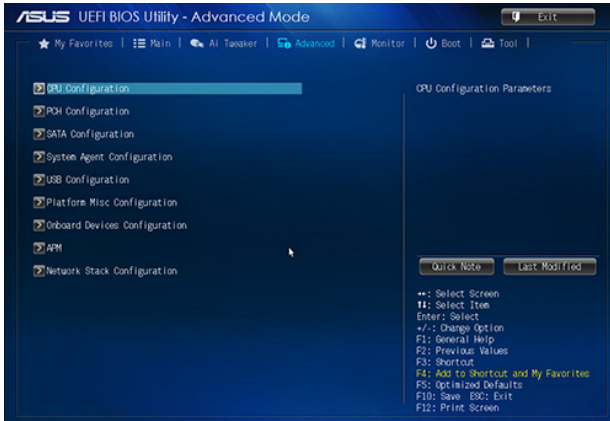 ASUS UEFI BIOS Utility - Advanced Mode
Exit
My Favorites | Main | Ai Tweaker | Advanced | Monitor | Boot | Tool |
CPU Configuration
PCH Configuration
SATA Configuration
System Agent Configuration
USB Configuration
Platform Misc Configuration
Onboard Devices Configuration
APM
Network Stack Configuration
CPU Configuration Parameters
Quick Note
Last Modified
→←: Select Screen
↑↓: Select Item
Enter: Select
+/-: Change Option
F1: General Help
F2: Previous Values
F3: Shortcut
F4: Add to Shortcut and My Favorites
F5: Optimized Defaults
F10: Save ESC: Exit
F12: Print Screen